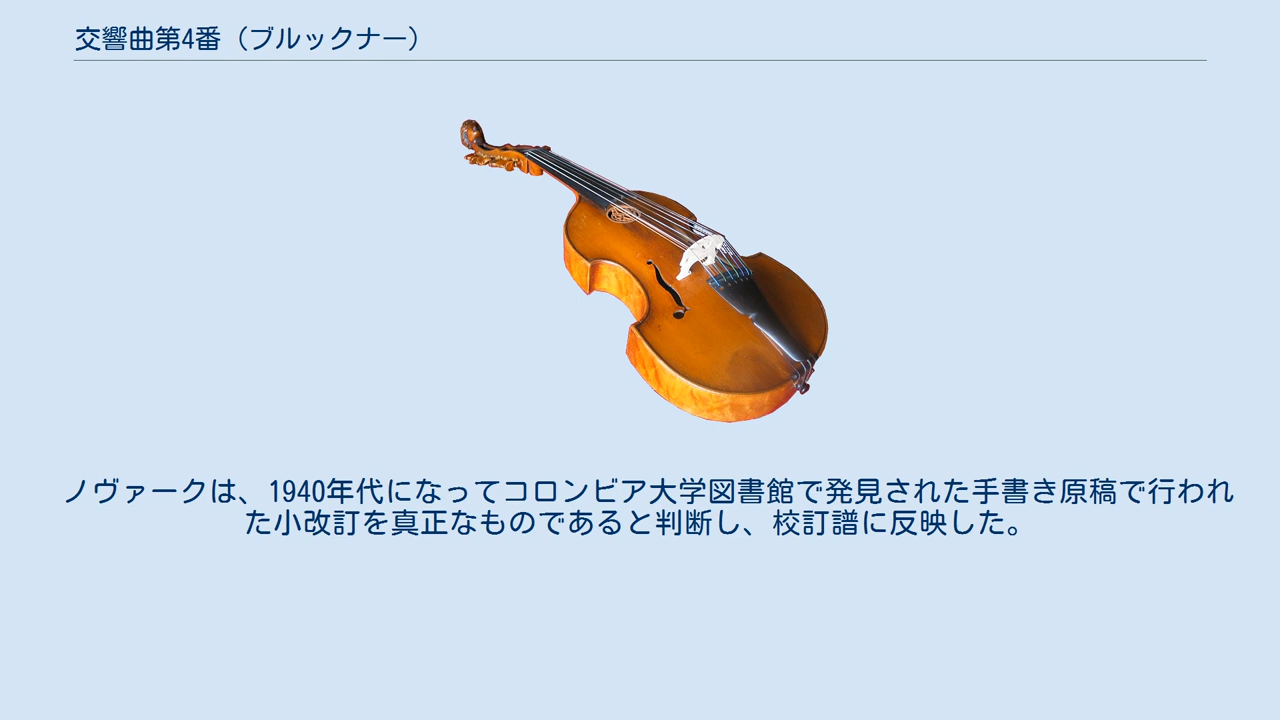 交響曲第4番（ブルックナー）
ノヴァークは、1940年代になってコロンビア大学図書館で発見された手書き原稿で行われ
た小改訂を真正なものであると判断し、校訂譜に反映した。